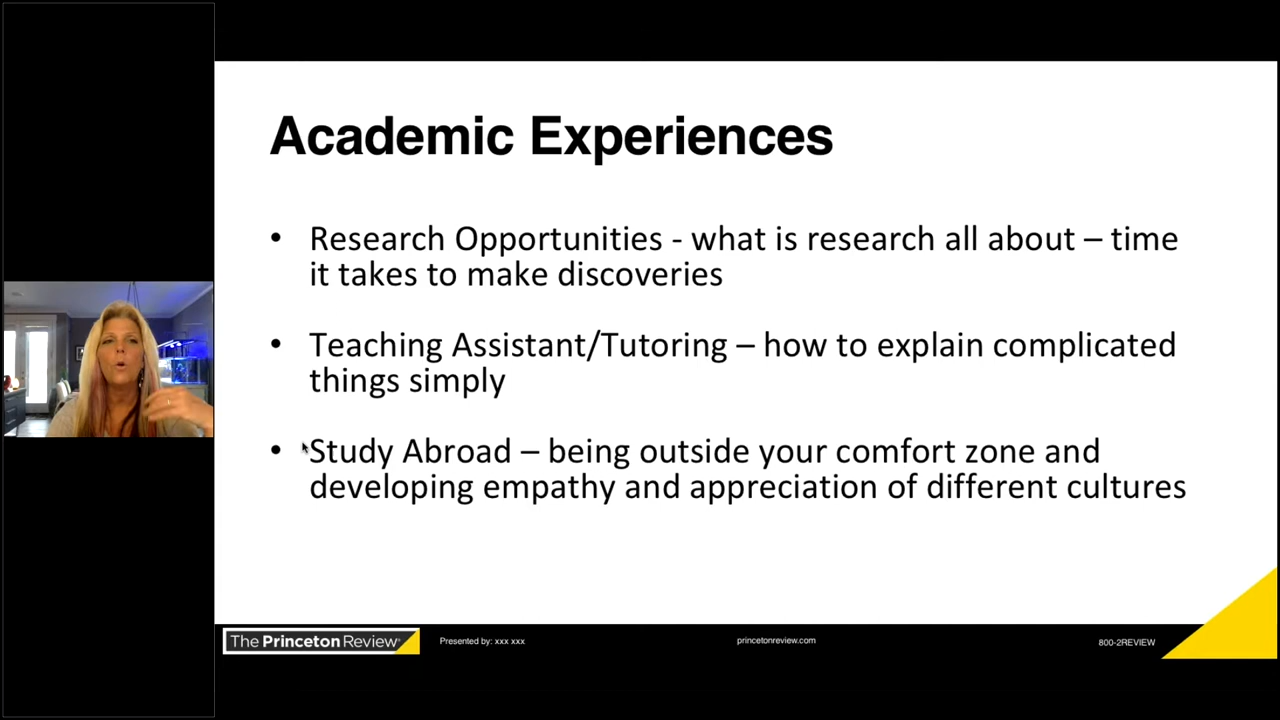 Academic Experiences
• Research Opportunities - what is research all about – time
it takes to make discoveries
• Teaching Assistant/Tutoring – how to explain complicated
things simply
• Study Abroad – being outside your comfort zone and
developing empathy and appreciation of different cultures
The Princeton Review®
Presented by: xxx xxx
princetonreview.com
800-2REVIEW